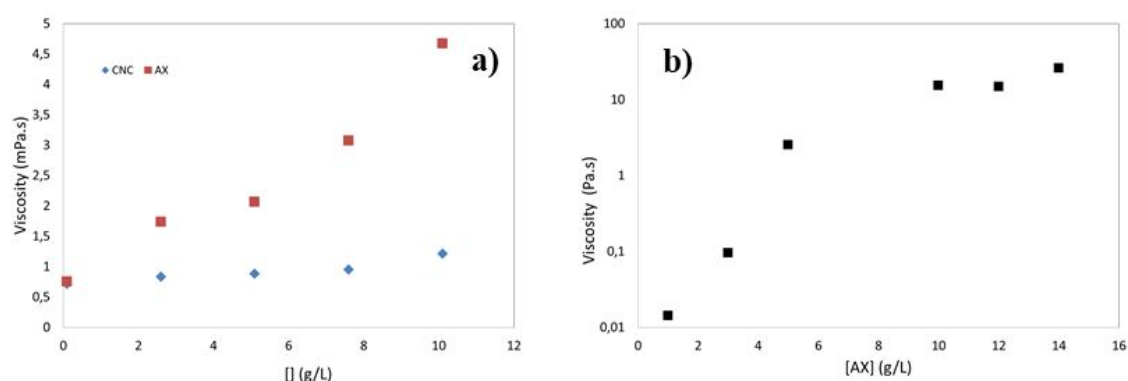 a)
CNC AX
Viscosity (mPa.s)
5
4,5
4
3,5
3
2,5
2
1,5
1
0,5
0
0 2 4 6 8 10 12
[] (g/L)
b)
Viscosity (Pa.s)
100
10
1
0,1
0,01
0 2 4 6 8 10 12 14 16
[AX] (g/L)